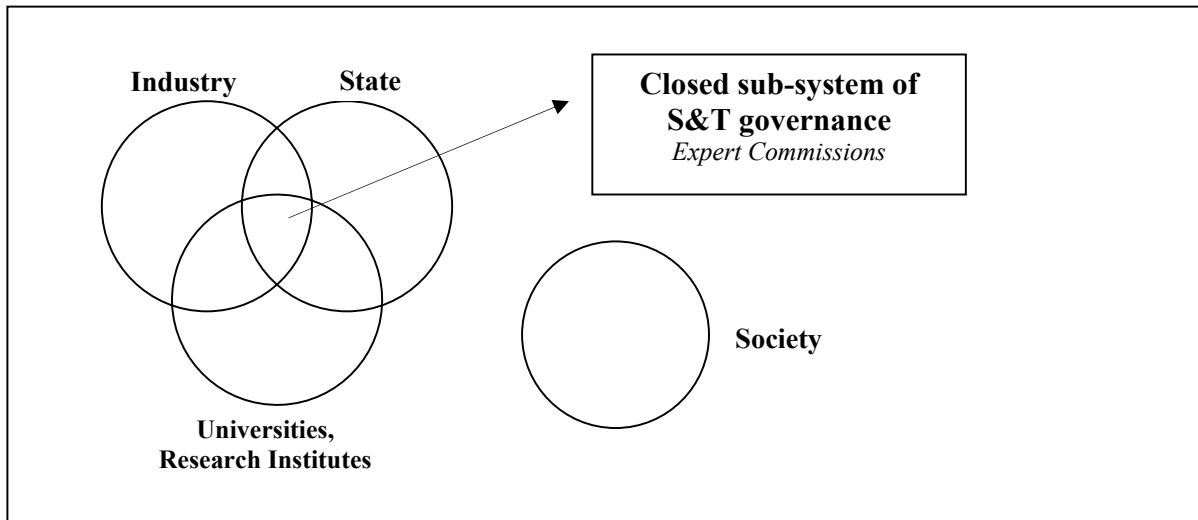 Industry
State
Closed sub-system of
S&T governance
Expert Commissions
Society
Universities,
Research Institutes